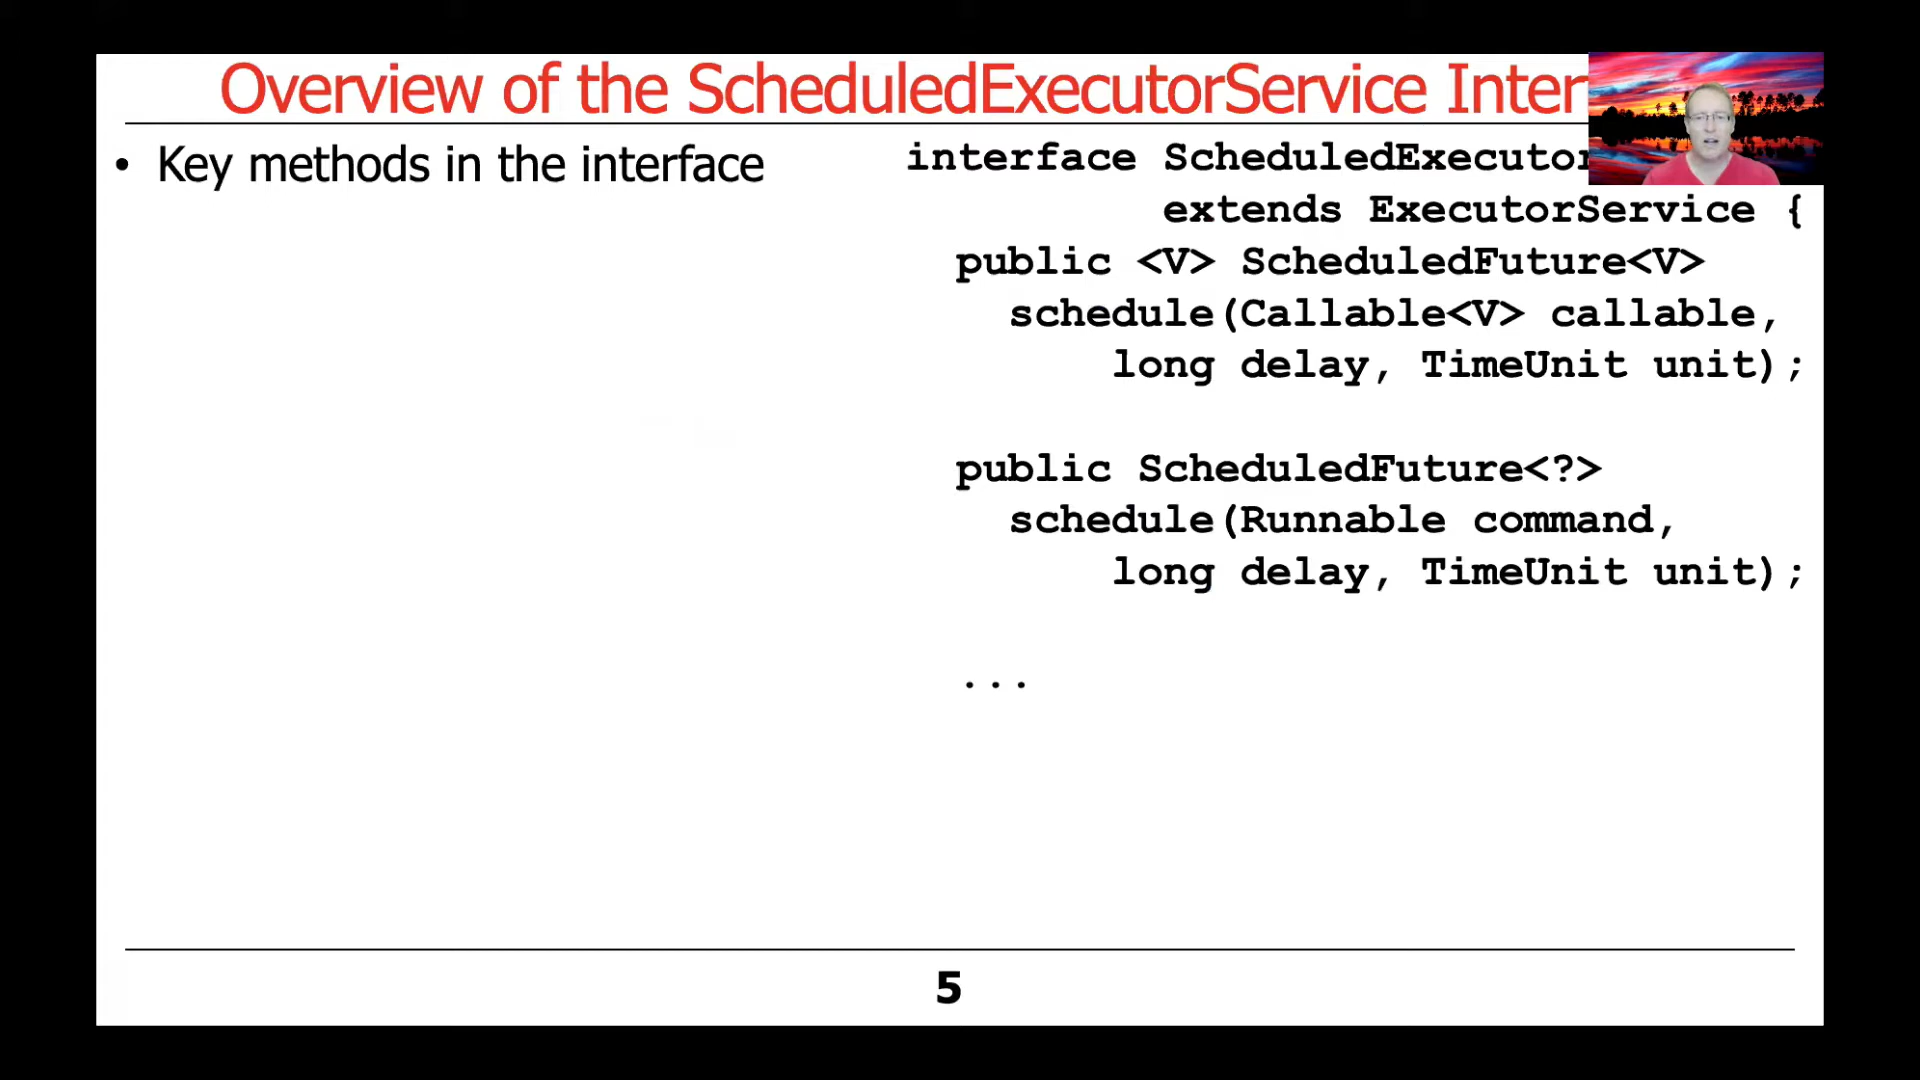 Overview of the ScheduledExecutorService Inter
• Key methods in the interface
interface ScheduledExecutor
extends ExecutorService {
public <V> ScheduledFuture<V>
schedule(Callable<V> callable,
long delay, TimeUnit unit);
public ScheduledFuture<?>
schedule(Runnable command,
long delay, TimeUnit unit);
...
5